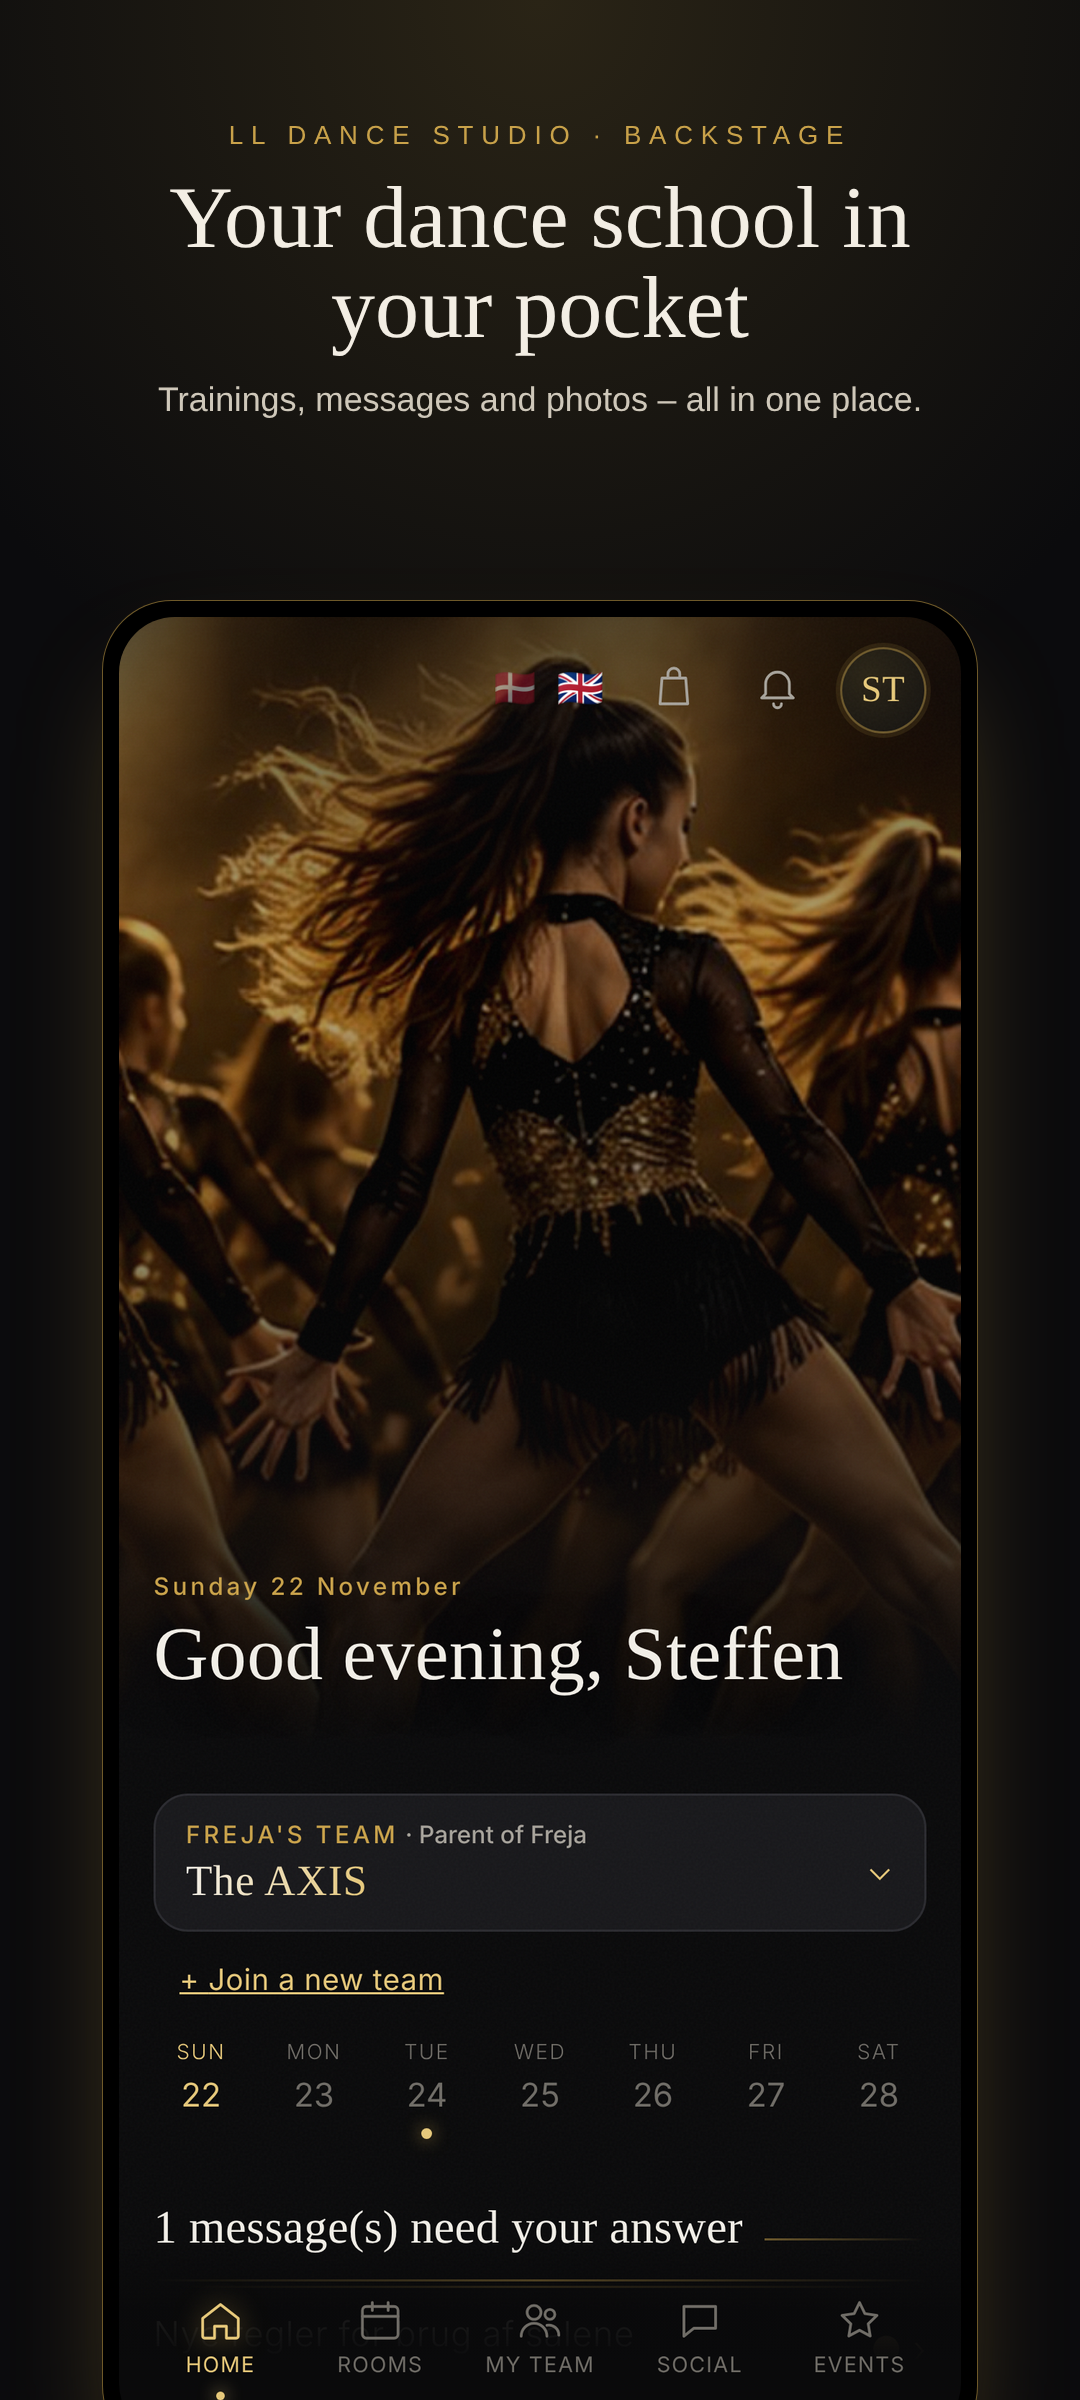 LL DANCE STUDIO · BACKSTAGE
Your dance school in
your pocket
Trainings, messages and photos – all in one place.
ST
Sunday 22 November
Good evening, Steffen
FREJA'S TEAM · Parent of Freja
The AXIS
+ Join a new team
SUN MON TUE WED THU FRI SAT
22 23 24 25 26 27 28
1 message(s) need your answer
for brug af
HOME ROOMS MY TEAM SOCIAL EVENTS